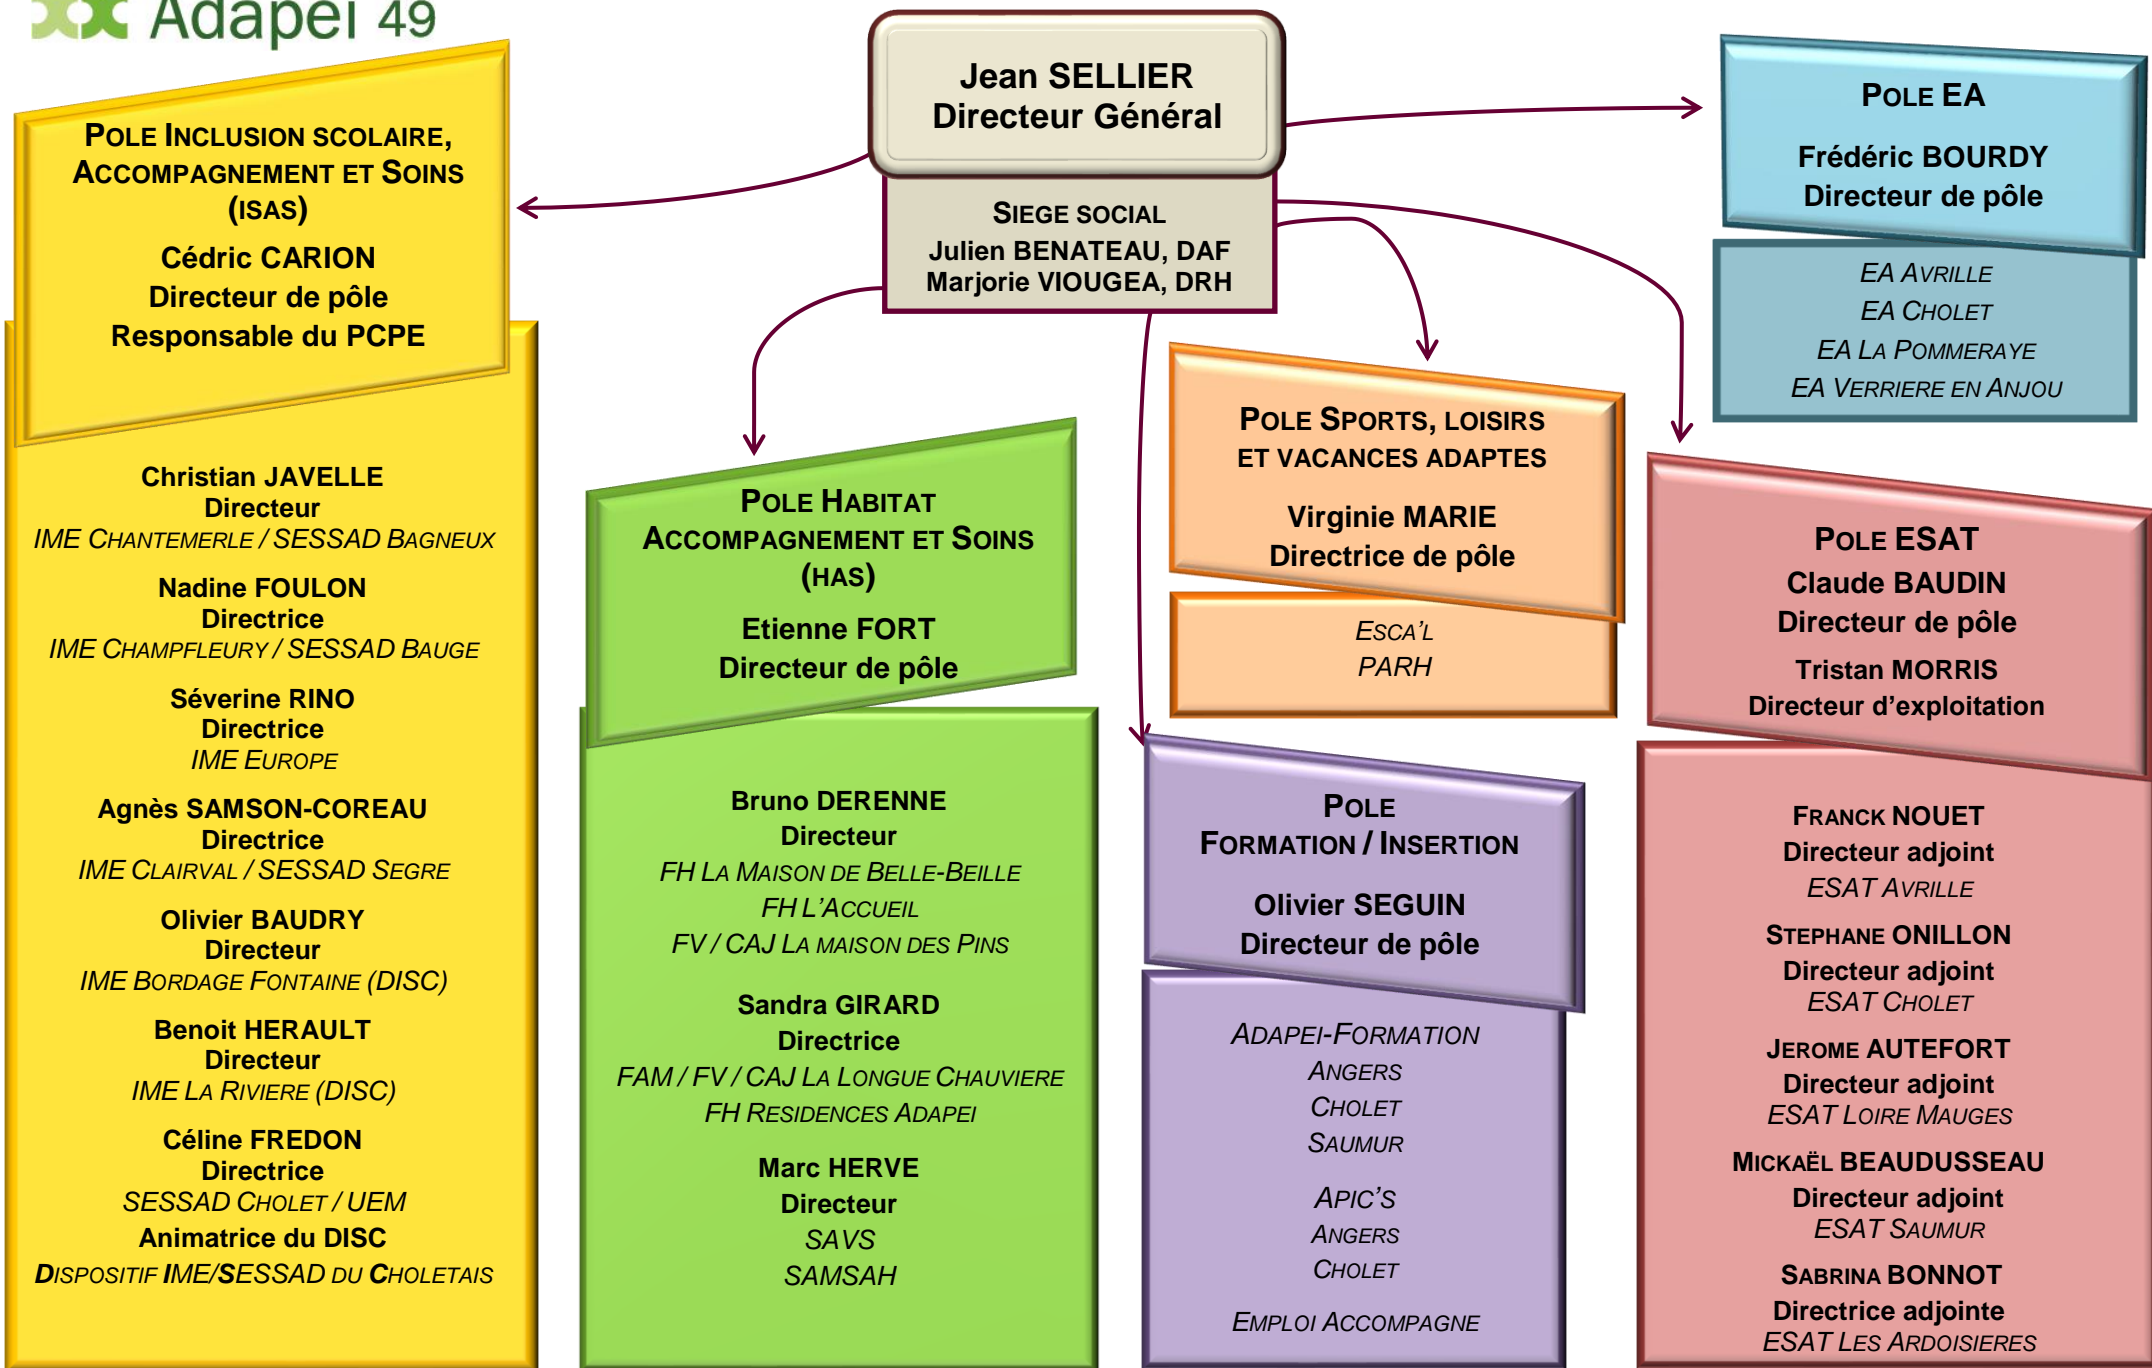 Adapei 49
Jean SELLIER
Directeur Général
SIEGE SOCIAL
Julien BENATEAU, DAF
Marjorie VIOUGEA, DRH
POLE INCLUSION SCOLAIRE,
ACCOMPAGNEMENT ET SOINS
(ISAS)
Cédric CARION
Directeur de pôle
Responsable du PCPE
Christian JAVELLE
Directeur
IME CHANTEMERLE / SESSAD BAGNEUX
Nadine FOULON
Directrice
IME CHAMPFLEURY / SESSAD BAUGE
Séverine RINO
Directrice
IME EUROPE
Agnès SAMSON-COREAU
Directrice
IME CLAIRVAL / SESSAD SEGRE
Olivier BAUDRY
Directeur
IME BORDAGE FONTAINE (DISC)
Benoit HERAULT
Directeur
IME LA RIVIERE (DISC)
Céline FREDON
Directrice
SESSAD CHOLET / UEM
Animatrice du DISC
DISPOSITIF IME/SESSAD DU CHOLETAIS
POLE HABITAT
ACCOMPAGNEMENT ET SOINS
(HAS)
Etienne FORT
Directeur de pôle
Bruno DERENNE
Directeur
FH LA MAISON DE BELLE-BEILLE
FH L'ACCUEIL
FV / CAJ LA MAISON DES PINS
Sandra GIRARD
Directrice
FAM / FV / CAJ LA LONGUE CHAUVIERE
FH RESIDENCES ADAPEI
Marc HERVE
Directeur
SAVS
SAMSAH
POLE SPORTS, LOISIRS
ET VACANCES ADAPTES
Virginie MARIE
Directrice de pôle
ESCA'L
PARH
POLE
FORMATION / INSERTION
Olivier SEGUIN
Directeur de pôle
ADAPEI-FORMATION
ANGERS
CHOLET
SAUMUR
APIC'S
ANGERS
CHOLET
EMPLOI ACCOMPAGNE
POLE EA
Frédéric BOURDY
Directeur de pôle
EA AVRILLE
EA CHOLET
EA LA POMMERAYE
EA VERRIERE EN ANJOU
POLE ESAT
Claude BAUDIN
Directeur de pôle
Tristan MORRIS
Directeur d'exploitation
FRANCK NOUET
Directeur adjoint
ESAT AVRILLE
STEPHANE ONILLON
Directeur adjoint
ESAT CHOLET
JEROME AUTEFORT
Directeur adjoint
ESAT LOIRE MAUGES
MICKAËL BEAUDUSSEAU
Directeur adjoint
ESAT SAUMUR
SABRINA BONNOT
Directrice adjointe
ESAT LES ARDOISIERES